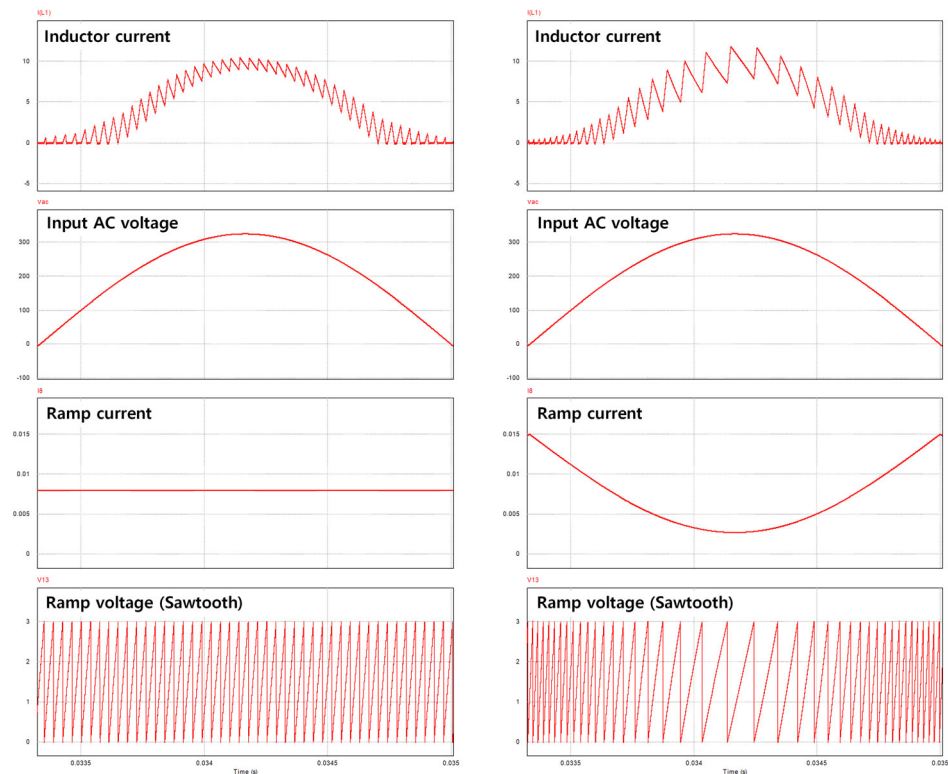 I(L1)
Inductor current
10
5
0
-5
Vac
Input AC voltage
300
200
100
0
-100
I8
Ramp current
0.015
0.01
0.005
0
V13
Ramp voltage (Sawtooth)
3
2
1
0
0.0335
0.034
0.0345
0.035
Time (s)
I(L1)
Inductor current
10
5
0
-5
Vac
Input AC voltage
300
200
100
0
-100
I8
Ramp current
0.015
0.01
0.005
0
V13
Ramp voltage (Sawtooth)
3
2
1
0
0.0335
0.034
0.0345
0.035
Time (s)